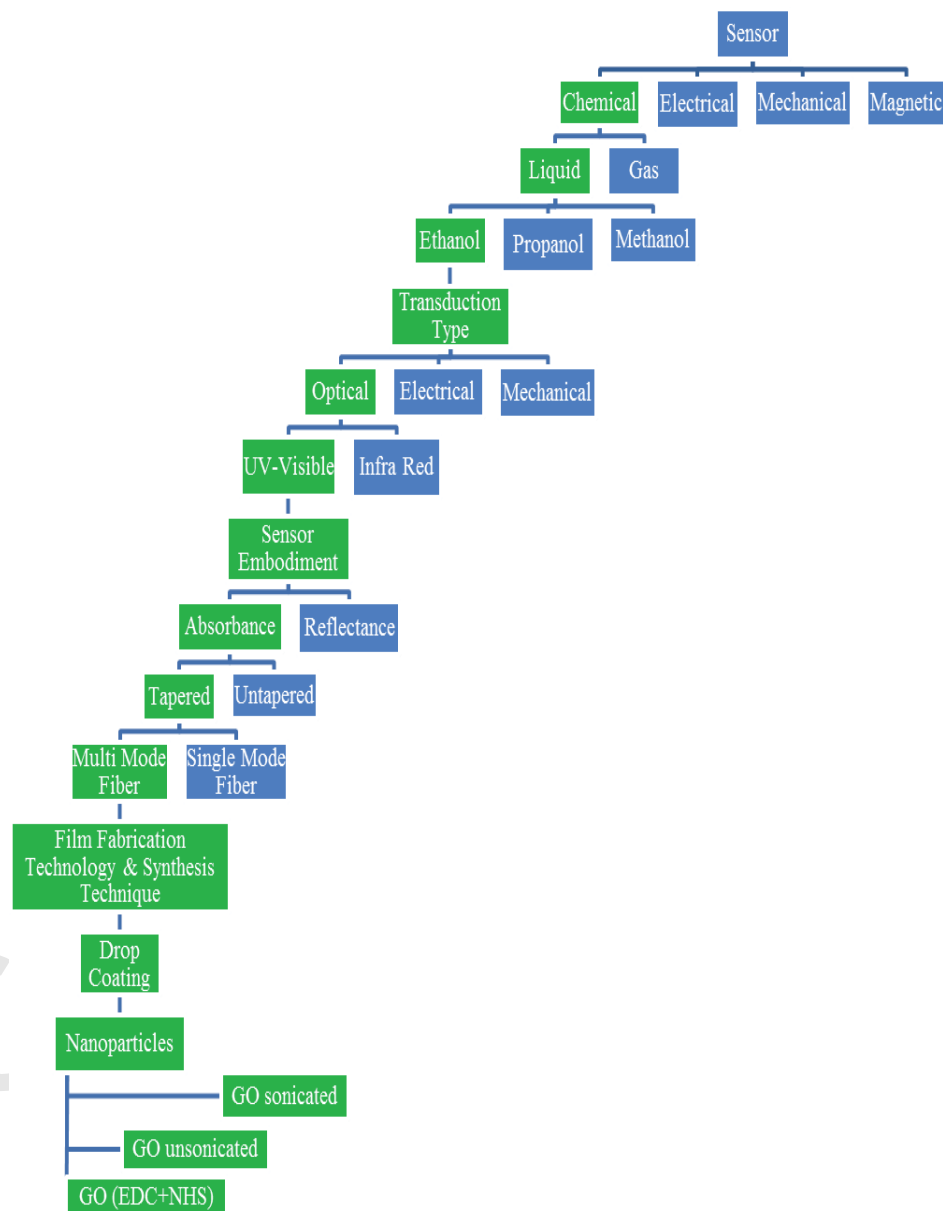 Sensor
Chemical
Electrical
Mechanical
Magnetic
Liquid
Gas
Ethanol
Propanol
Methanol
Transduction
Type
Optical
Electrical
Mechanical
UV-Visible
Infra Red
Sensor
Embodiment
Absorbance
Reflectance
Tapered
Untapered
Multi Mode
Fiber
Single Mode
Fiber
Film Fabrication
Technology & Synthesis
Technique
Drop
Coating
Nanoparticles
GO sonicated
GO unsonicated
GO (EDC+NHS)